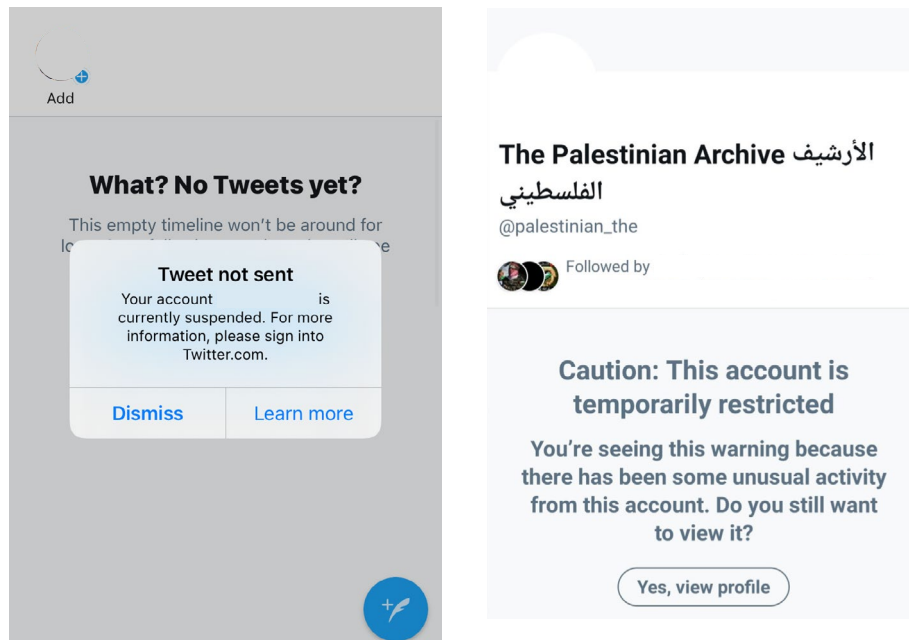 Add
What? No Tweets yet?
This empty timeline won't be around for
Tweet not sent
Your account is
currently suspended. For more
information, please sign into
Twitter.com.
Dismiss
Learn more
The Palestinian Archive الأرشيف
الفلسطيني
@palestinian_the
Followed by
Caution: This account is
temporarily restricted
You're seeing this warning because
there has been some unusual activity
from this account. Do you still want
to view it?
Yes, view profile